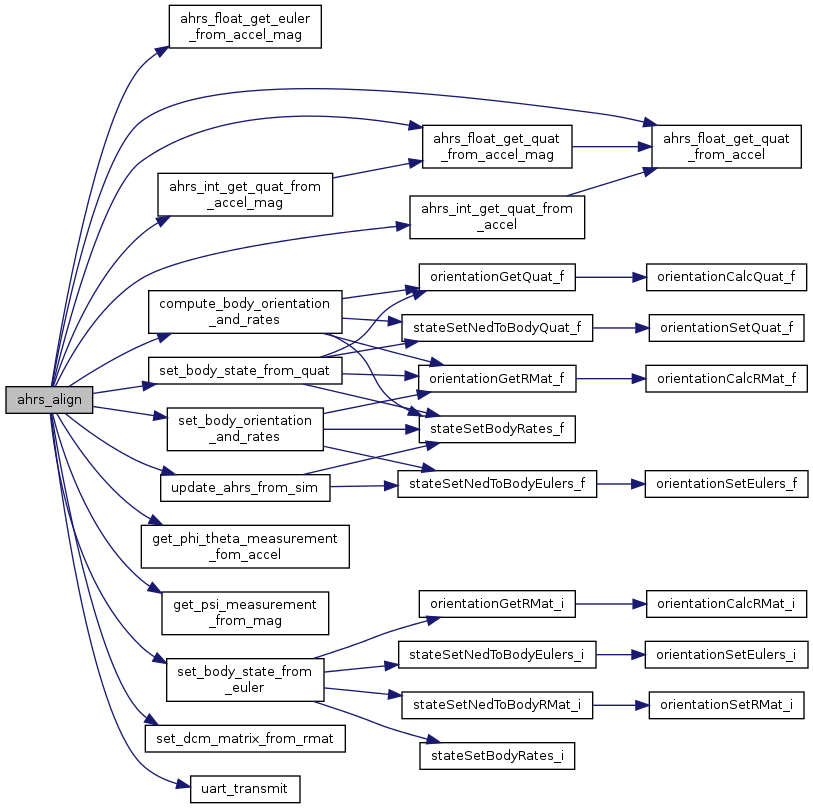 ahrs_align
ahrs_float_get_euler
_from_accel_mag
ahrs_float_get_quat
_from_accel_mag
ahrs_float_get_quat
_from_accel
ahrs_int_get_quat_from
_accel_mag
ahrs_int_get_quat_from
_accel
compute_body_orientation
_and_rates
set_body_state_from_quat
set_body_orientation
_and_rates
update_ahrs_from_sim
get_phi_theta_measurement
_fom_accel
get_psi_measurement
_from_mag
set_body_state_from
_euler
set_dcm_matrix_from_rmat
uart_transmit
orientationGetQuat_f
stateSetNedToBodyQuat_f
orientationGetRMat_f
stateSetBodyRates_f
stateSetNedToBodyEulers_f
orientationGetRMat_i
stateSetNedToBodyEulers_i
stateSetNedToBodyRMat_i
stateSetBodyRates_i
orientationCalcQuat_f
orientationSetQuat_f
orientationCalcRMat_f
orientationSetEulers_f
orientationCalcRMat_i
orientationSetEulers_i
orientationSetRMat_i